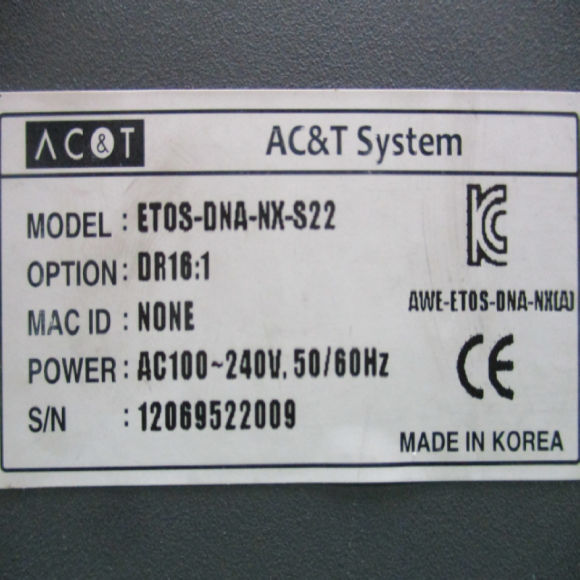 AC&T AC&T System
MODEL : ETOS-DNA-NX-S22
OPTION : DR16:1
MAC ID : NONE
AWE-ETOS-DNA-NX(A)
POWER : AC100~240V, 50/60Hz
CE
S/N : 12069522009
MADE IN KOREA